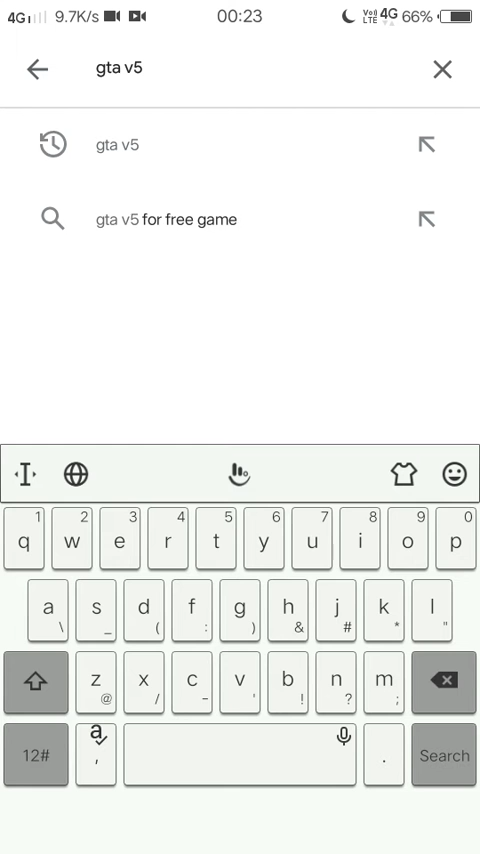 4G 9.7K/s 00:23 VoLTE 4G 66%
gta v5
gta v5
gta v5 for free game
1 2 3 4 5 6 7 8 9 0
q w e r t y u i o p
a s d f g h j k l
\ _ ( : ) & # * "
z x c v b n m
@ / - ' ! ? ;
12# a , . Search